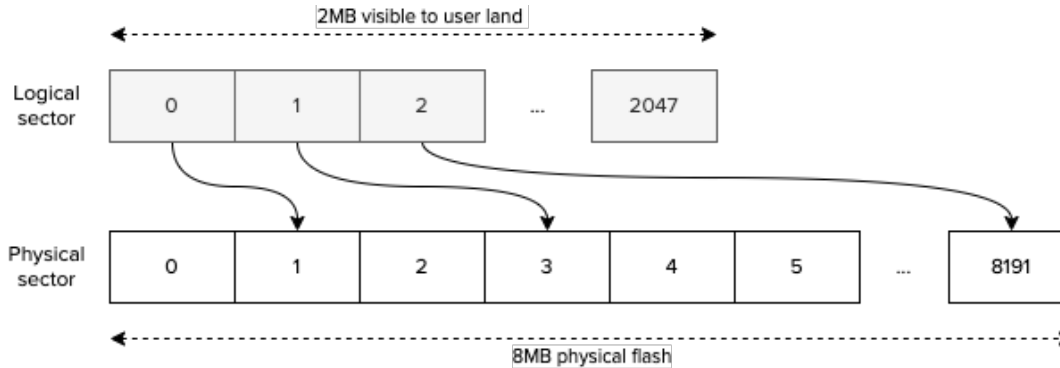 2MB visible to user land
Logical
sector
0 1 2 ... 2047
Physical
sector
0 1 2 3 4 5 ... 8191
8MB physical flash